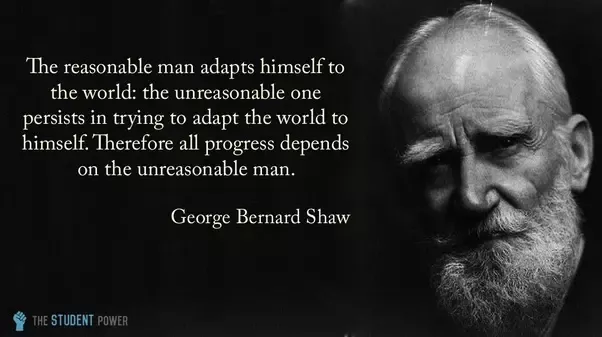 The reasonable man adapts himself to
the world: the unreasonable one
persists in trying to adapt the world to
himself. Therefore all progress depends
on the unreasonable man.
George Bernard Shaw
THE STUDENT POWER